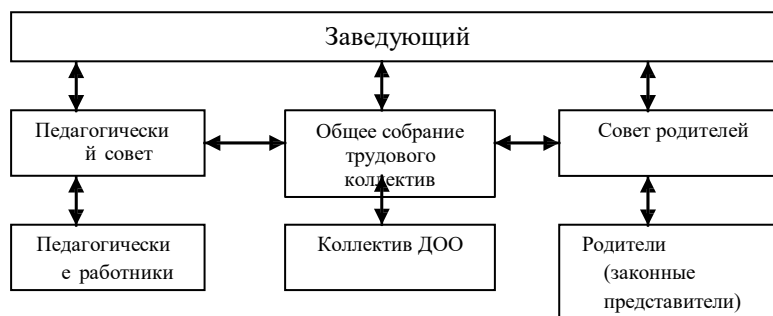 Заведующий
Педагогически
й совет
Общее собрание
трудового
коллектив
Совет родителей
Педагогически
е работники
Коллектив ДОО
Родители
(законные
представители)